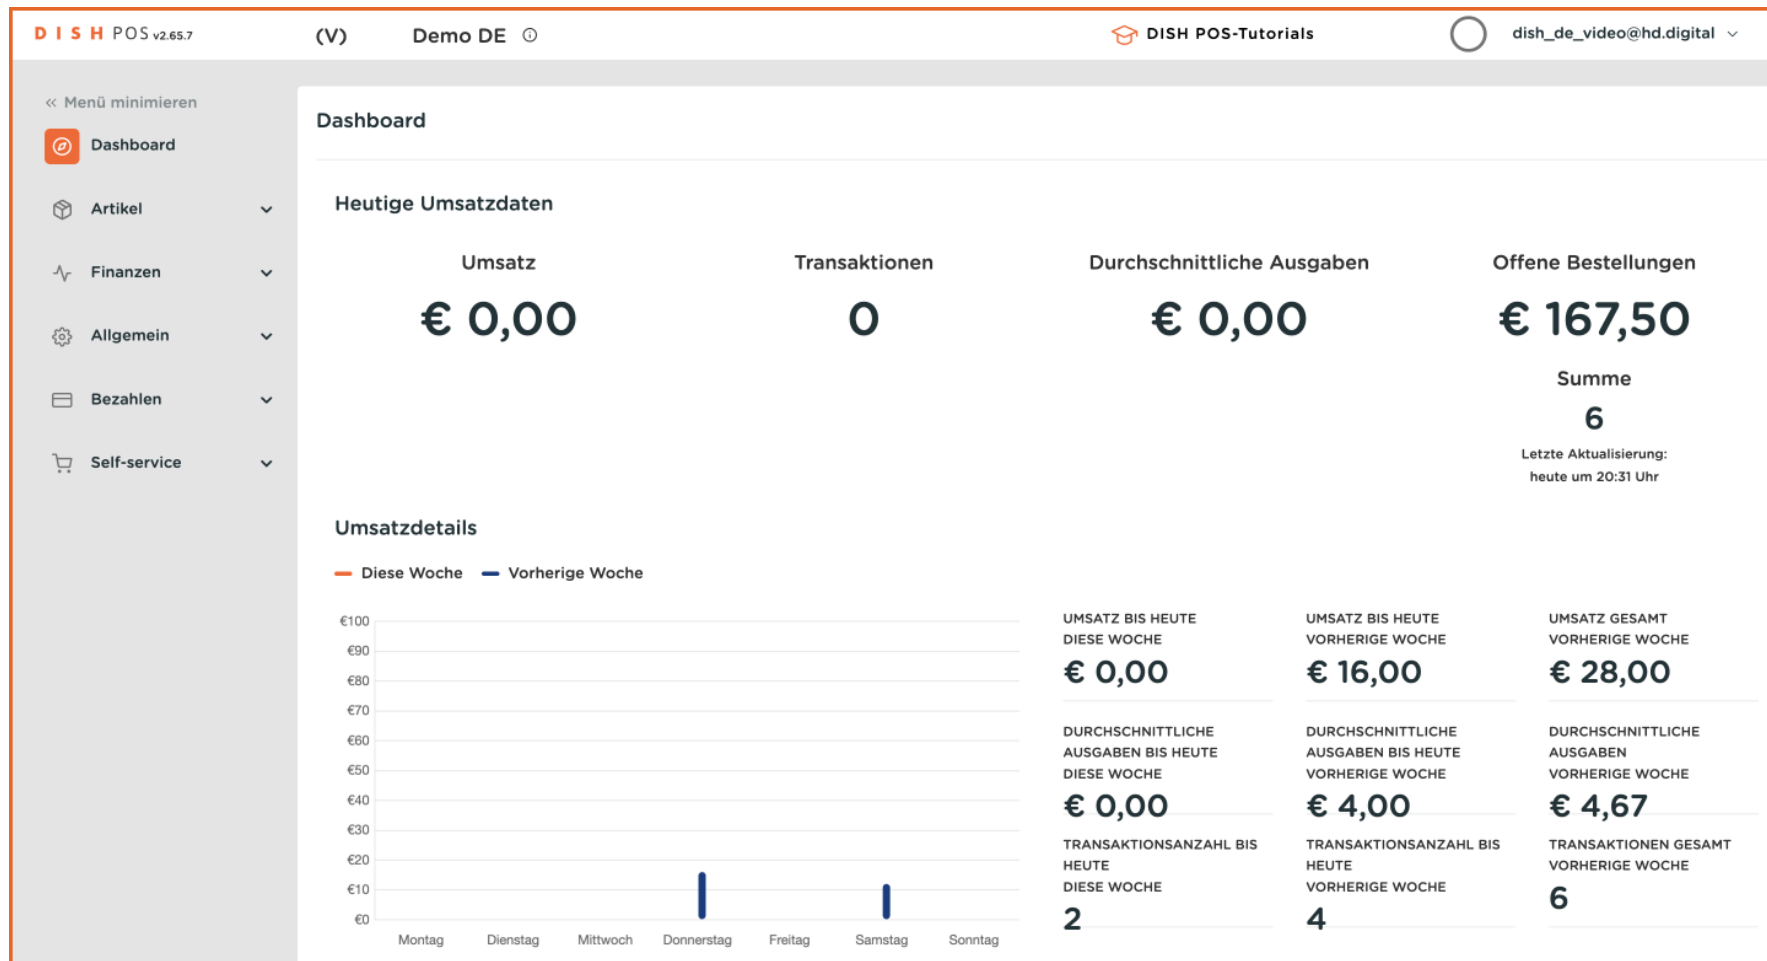 DISH POS v2.65.7
(V) Demo DE
DISH POS-Tutorials
dish_de_video@hd.digital
« Menü minimieren
Dashboard
Artikel
Finanzen
Allgemein
Bezahlen
Self-service
Dashboard
Heutige Umsatzdaten
Umsatz
€ 0,00
Transaktionen
0
Durchschnittliche Ausgaben
€ 0,00
Offene Bestellungen
€ 167,50
Summe
6
Letzte Aktualisierung:
heute um 20:31 Uhr
Umsatzdetails
Diese Woche Vorherige Woche
€100
€90
€80
€70
€60
€50
€40
€30
€20
€10
€0
Montag Dienstag Mittwoch Donnerstag Freitag Samstag Sonntag
UMSATZ BIS HEUTE
DIESE WOCHE
€ 0,00
UMSATZ BIS HEUTE
VORHERIGE WOCHE
€ 16,00
UMSATZ GESAMT
VORHERIGE WOCHE
€ 28,00
DURCHSCHNITTLICHE
AUSGABEN BIS HEUTE
DIESE WOCHE
€ 0,00
DURCHSCHNITTLICHE
AUSGABEN BIS HEUTE
VORHERIGE WOCHE
€ 4,00
DURCHSCHNITTLICHE
AUSGABEN
VORHERIGE WOCHE
€ 4,67
TRANSAKTIONSANZAHL BIS
HEUTE
DIESE WOCHE
2
TRANSAKTIONSANZAHL BIS
HEUTE
VORHERIGE WOCHE
4
TRANSAKTIONEN GESAMT
VORHERIGE WOCHE
6